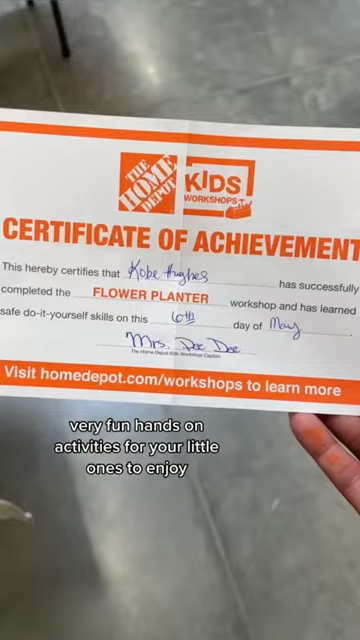 THE
HOME
DEPOT
KIDS
WORKSHOPS
CERTIFICATE OF ACHIEVEMENT
This hereby certifies that Kobe Hughes has successfully
completed the FLOWER PLANTER workshop and has learned
safe do-it-yourself skills on this 6th day of May.
Mrs. Dee Dee
The Home Depot Kids Workshop Captain
Visit homedepot.com/workshops to learn more
very fun hands on
activities for your little
ones to enjoy